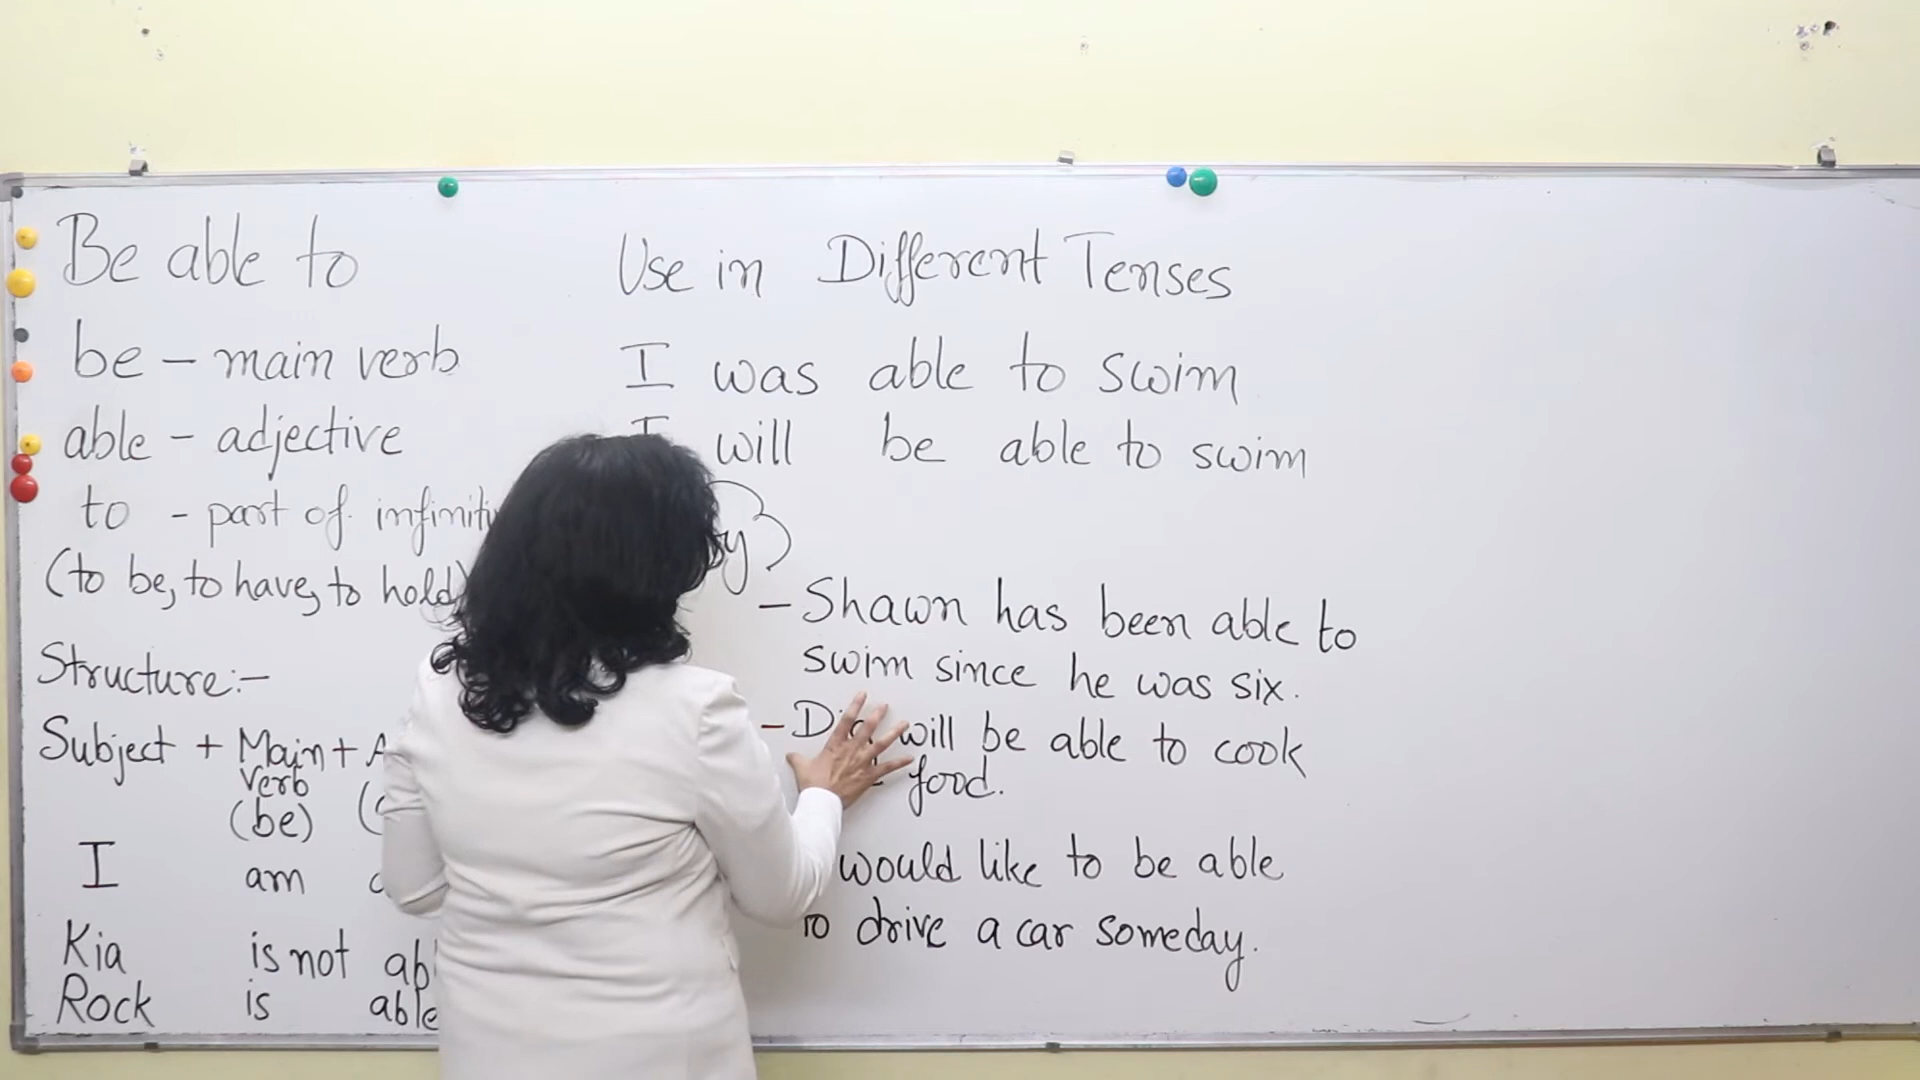 Be able to
be – main verb
able – adjective
to – part of
(to be, to have, to hold)
Structure:-
Subject + Main +
Verb
(be)
I am
Kia is not
Rock is able
Use in Different Tenses
I was able to swim
I will be able to swim
– Shawn has been able to
swim since he was six.
– will be able to cook
food.
would like to be able
to drive a car someday.